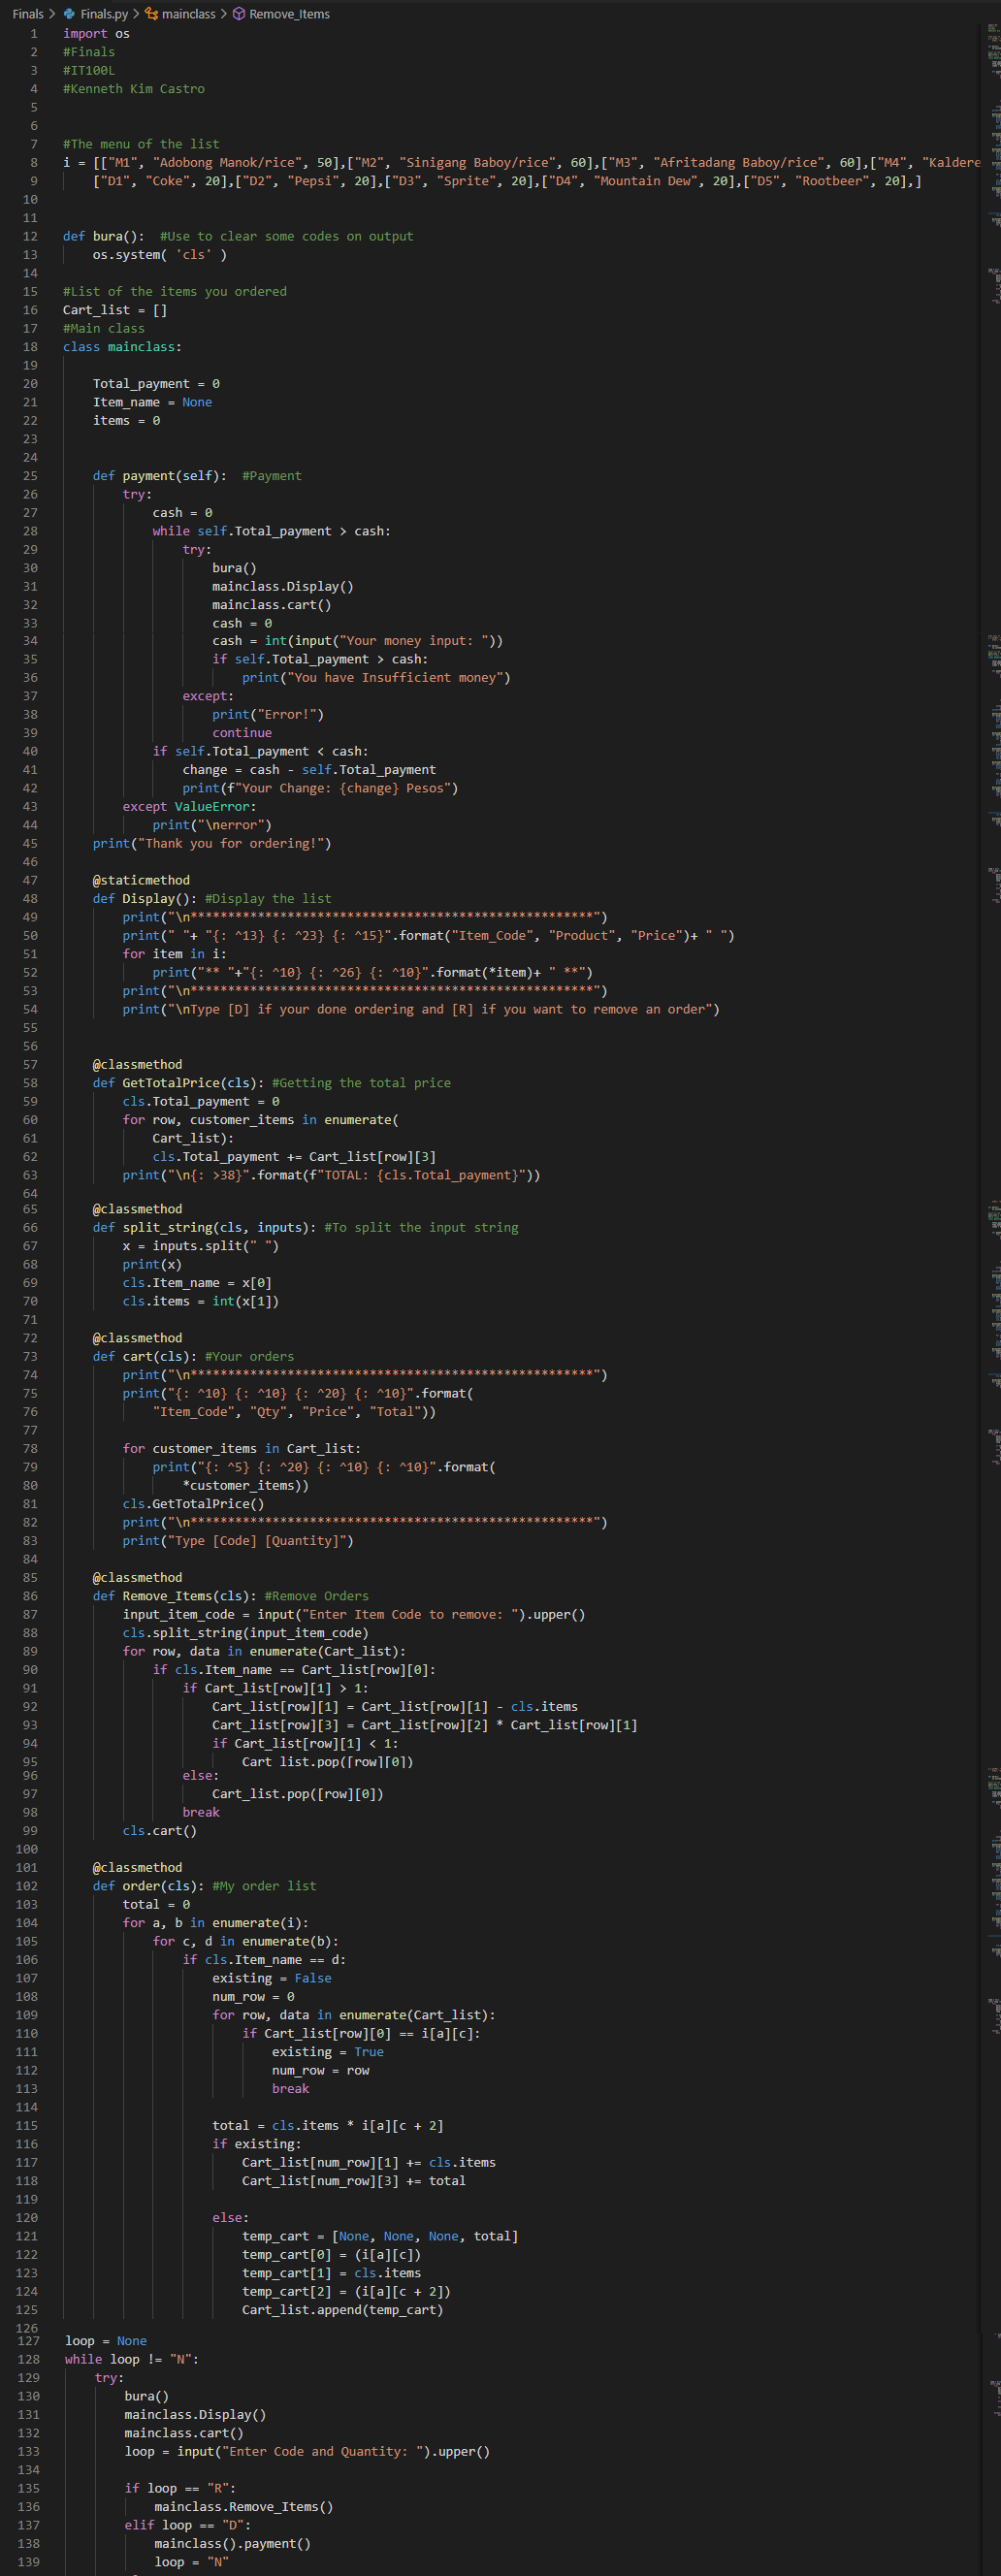 Finals > Finals.py > mainclass > Remove_Items
1 import os
2 #Finals
3 #IT100L
4 #Kenneth Kim Castro
5
6
7 #The menu of the list
8 i = [["M1", "Adobong Manok/rice", 50],["M2", "Sinigang Baboy/rice", 60],["M3", "Afritadang Baboy/rice", 60],["M4", "Kaldere
9     ["D1", "Coke", 20],["D2", "Pepsi", 20],["D3", "Sprite", 20],["D4", "Mountain Dew", 20],["D5", "Rootbeer", 20],]
10
11
12 def bura():  #Use to clear some codes on output
13     os.system( 'cls' )
14
15 #List of the items you ordered
16 Cart_list = []
17 #Main class
18 class mainclass:
19
20     Total_payment = 0
21     Item_name = None
22     items = 0
23
24
25     def payment(self):  #Payment
26         try:
27             cash = 0
28             while self.Total_payment > cash:
29                 try:
30                     bura()
31                     mainclass.Display()
32                     mainclass.cart()
33                     cash = 0
34                     cash = int(input("Your money input: "))
35                     if self.Total_payment > cash:
36                         print("You have Insufficient money")
37                 except:
38                     print("Error!")
39                     continue
40             if self.Total_payment < cash:
41                 change = cash - self.Total_payment
42                 print(f"Your Change: {change} Pesos")
43         except ValueError:
44             print("\nerror")
45     print("Thank you for ordering!")
46
47     @staticmethod
48     def Display(): #Display the list
49         print("\n******************************************************")
50         print(" "+ "{: ^13} {: ^23} {: ^15}".format("Item_Code", "Product", "Price")+ " ")
51         for item in i:
52             print("** "+"{: ^10} {: ^26} {: ^10}".format(*item)+ " **")
53         print("\n******************************************************")
54         print("\nType [D] if your done ordering and [R] if you want to remove an order")
55
56
57     @classmethod
58     def GetTotalPrice(cls): #Getting the total price
59         cls.Total_payment = 0
60         for row, customer_items in enumerate(
61             Cart_list):
62             cls.Total_payment += Cart_list[row][3]
63         print("\n{: >38}".format(f"TOTAL: {cls.Total_payment}"))
64
65     @classmethod
66     def split_string(cls, inputs): #To split the input string
67         x = inputs.split(" ")
68         print(x)
69         cls.Item_name = x[0]
70         cls.items = int(x[1])
71
72     @classmethod
73     def cart(cls): #Your orders
74         print("\n******************************************************")
75         print("{: ^10} {: ^10} {: ^20} {: ^10}".format(
76             "Item_Code", "Qty", "Price", "Total"))
77
78         for customer_items in Cart_list:
79             print("{: ^5} {: ^20} {: ^10} {: ^10}".format(
80                 *customer_items))
81         cls.GetTotalPrice()
82         print("\n******************************************************")
83         print("Type [Code] [Quantity]")
84
85     @classmethod
86     def Remove_Items(cls): #Remove Orders
87         input_item_code = input("Enter Item Code to remove: ").upper()
88         cls.split_string(input_item_code)
89         for row, data in enumerate(Cart_list):
90             if cls.Item_name == Cart_list[row][0]:
91                 if Cart_list[row][1] > 1:
92                     Cart_list[row][1] = Cart_list[row][1] - cls.items
93                     Cart_list[row][3] = Cart_list[row][2] * Cart_list[row][1]
94                     if Cart_list[row][1] < 1:
95                         Cart_list.pop([row][0])
96                 else:
97                     Cart_list.pop([row][0])
98                 break
99         cls.cart()
100
101     @classmethod
102     def order(cls): #My order list
103         total = 0
104         for a, b in enumerate(i):
105             for c, d in enumerate(b):
106                 if cls.Item_name == d:
107                     existing = False
108                     num_row = 0
109                     for row, data in enumerate(Cart_list):
110                         if Cart_list[row][0] == i[a][c]:
111                             existing = True
112                             num_row = row
113                             break
114
115                     total = cls.items * i[a][c + 2]
116                     if existing:
117                         Cart_list[num_row][1] += cls.items
118                         Cart_list[num_row][3] += total
119
120                     else:
121                         temp_cart = [None, None, None, total]
122                         temp_cart[0] = (i[a][c])
123                         temp_cart[1] = cls.items
124                         temp_cart[2] = (i[a][c + 2])
125                         Cart_list.append(temp_cart)
126
127 loop = None
128 while loop != "N":
129     try:
130         bura()
131         mainclass.Display()
132         mainclass.cart()
133         loop = input("Enter Code and Quantity: ").upper()
134
135         if loop == "R":
136             mainclass.Remove_Items()
137         elif loop == "D":
138             mainclass().payment()
139             loop = "N"